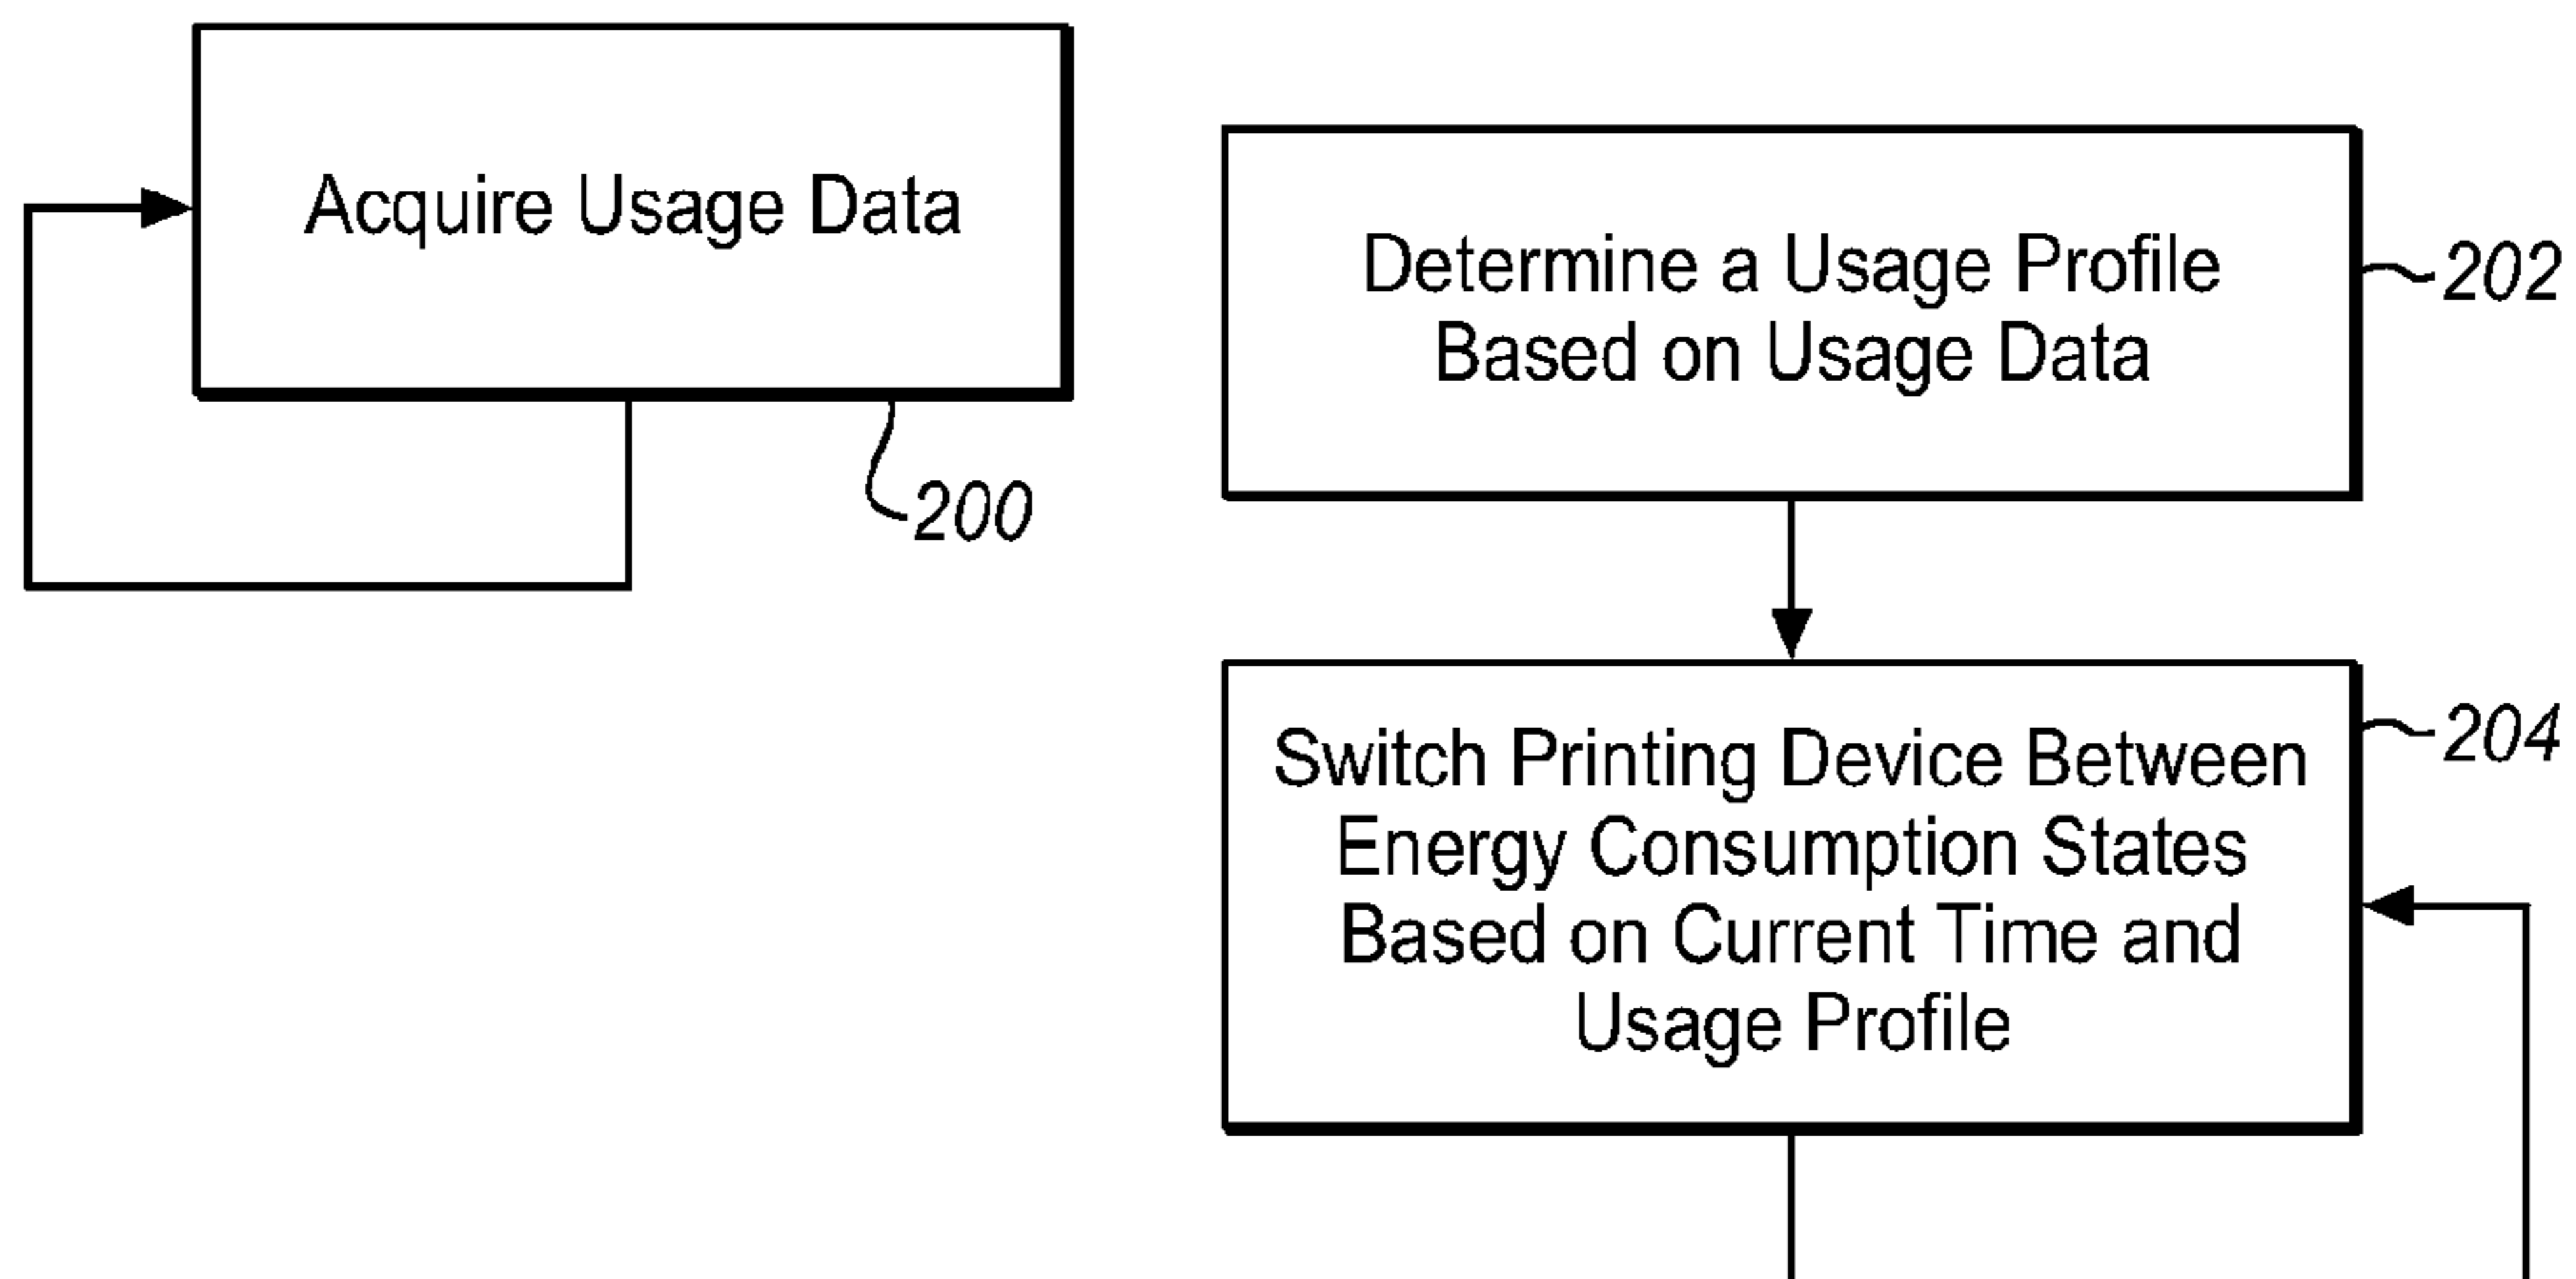 Acquire Usage Data
200
Determine a Usage Profile
Based on Usage Data
202
Switch Printing Device Between
Energy Consumption States
Based on Current Time and
Usage Profile
204